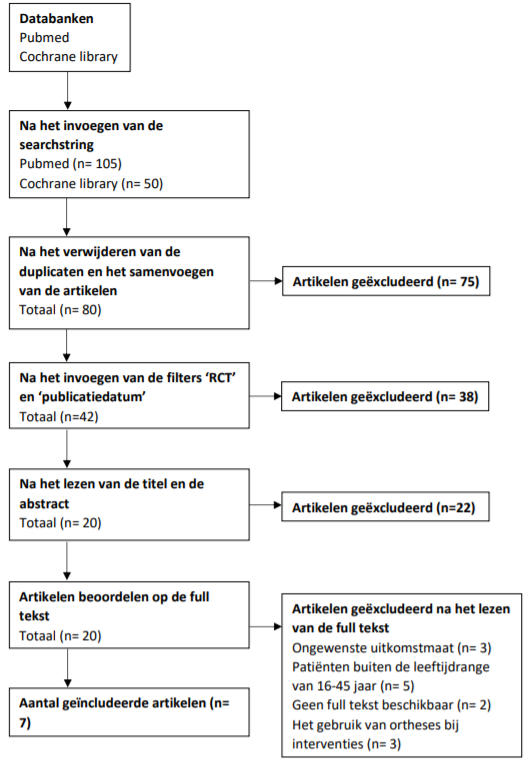 Databanken
Pubmed
Cochrane library
Na het invoegen van de
searchstring
Pubmed (n= 105)
Cochrane library (n= 50)
Na het verwijderen van de
duplicaten en het samenvoegen
van de artikelen
Totaal (n= 80)
Artikelen geëxcludeerd (n= 75)
Na het invoegen van de filters ‘RCT’
en ‘publicatiedatum’
Totaal (n=42)
Artikelen geëxcludeerd (n= 38)
Na het lezen van de titel en de
abstract
Totaal (n= 20)
Artikelen geëxcludeerd (n=22)
Artikelen beoordelen op de full
tekst
Totaal (n= 20)
Artikelen geëxcludeerd na het lezen
van de full tekst
Ongewenste uitkomstmaat (n= 3)
Patiënten buiten de leeftijdrange
van 16-45 jaar (n= 5)
Geen full tekst beschikbaar (n= 2)
Het gebruik van ortheses bij
interventies (n= 3)
Aantal geïncludeerde artikelen (n=
7)